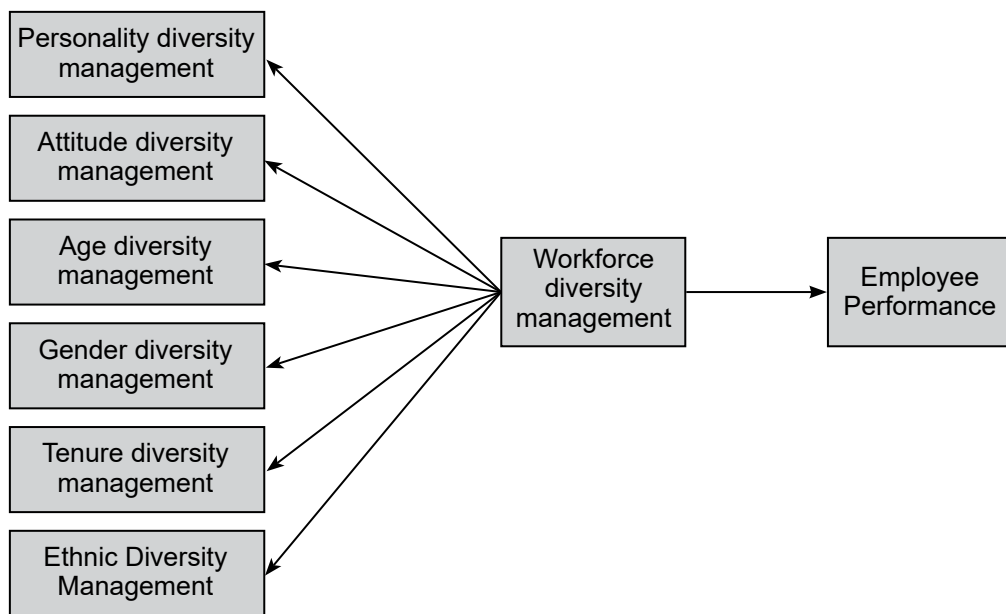 Personality diversity
management
Attitude diversity
management
Age diversity
management
Gender diversity
management
Tenure diversity
management
Ethnic Diversity
Management
Workforce
diversity
management
Employee
Performance